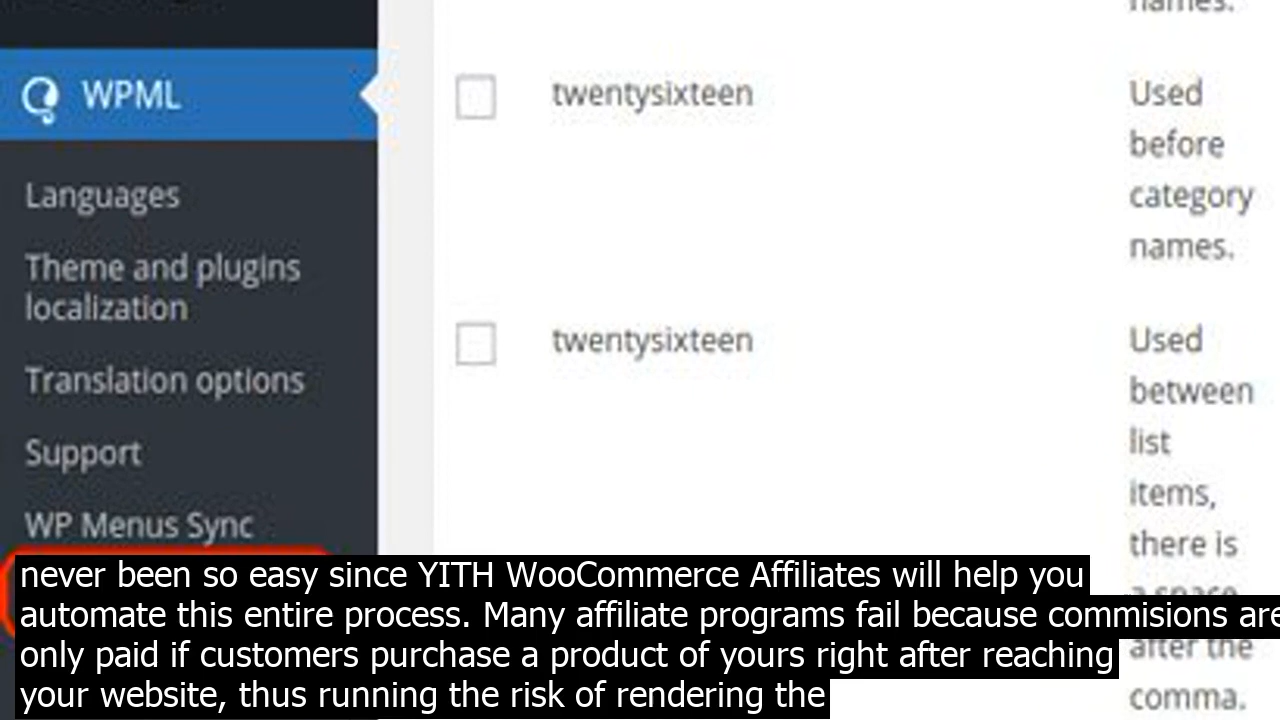 names.
WPML
Languages
Theme and plugins
localization
Translation options
Support
WP Menus Sync
twentysixteen
Used
before
category
names.
twentysixteen
Used
between
list
items,
there is
a space
after the
comma.
never been so easy since YITH WooCommerce Affiliates will help you
automate this entire process. Many affiliate programs fail because commisions are
only paid if customers purchase a product of yours right after reaching
your website, thus running the risk of rendering the